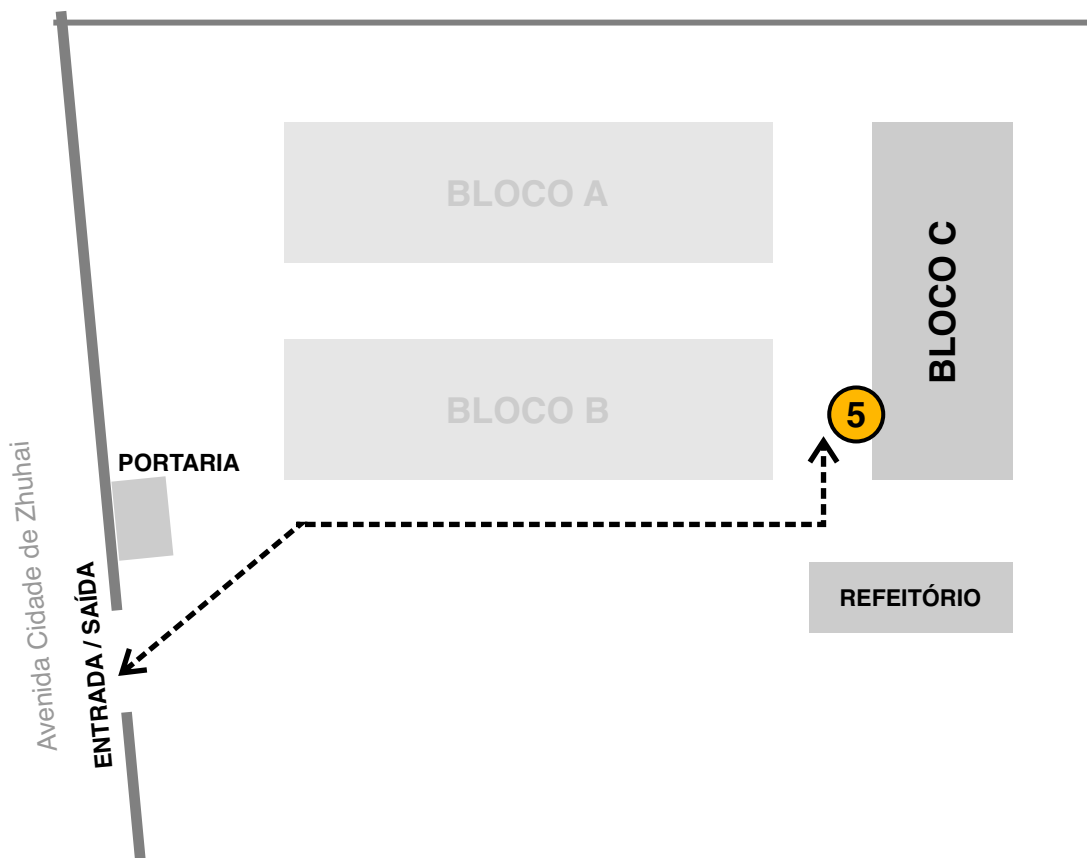 BLOCO A
BLOCO C
BLOCO B
5
PORTARIA
Avenida Cidade de Zhuhai
ENTRADA / SAÍDA
REFEITÓRIO